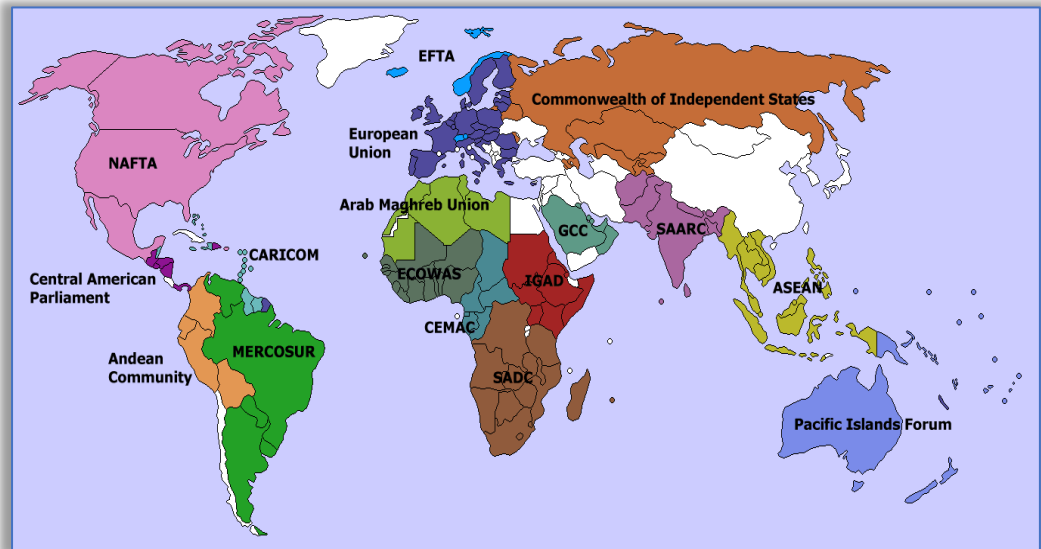 EFTA
Commonwealth of Independent States
European
Union
NAFTA
Arab Maghreb Union
GCC
SAARC
CARICOM
ECOWAS
IGAD
Central American
Parliament
ASEAN
CEMAC
MERCOSUR
Andean
Community
SADC
Pacific Islands Forum